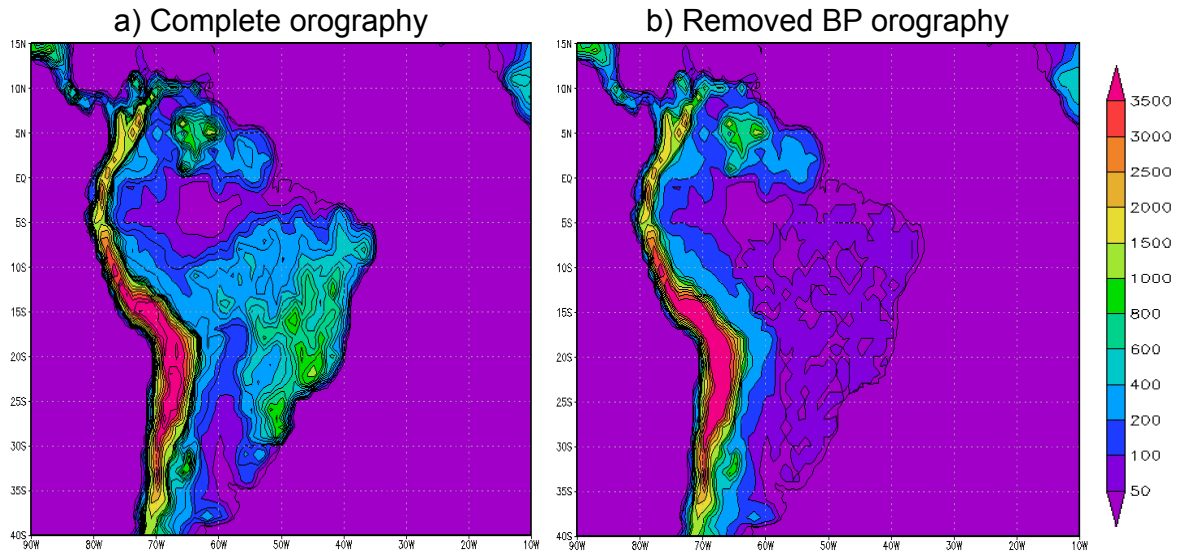 a) Complete orography
b) Removed BP orography
15N
10N
5N
EQ
5S
10S
15S
20S
25S
30S
35S
40S
90W 80W 70W 60W 50W 40W 30W 20W 10W
15N
10N
5N
EQ
5S
10S
15S
20S
25S
30S
35S
40S
90W 80W 70W 60W 50W 40W 30W 20W 10W
3500
3000
2500
2000
1500
1000
800
600
400
200
100
50